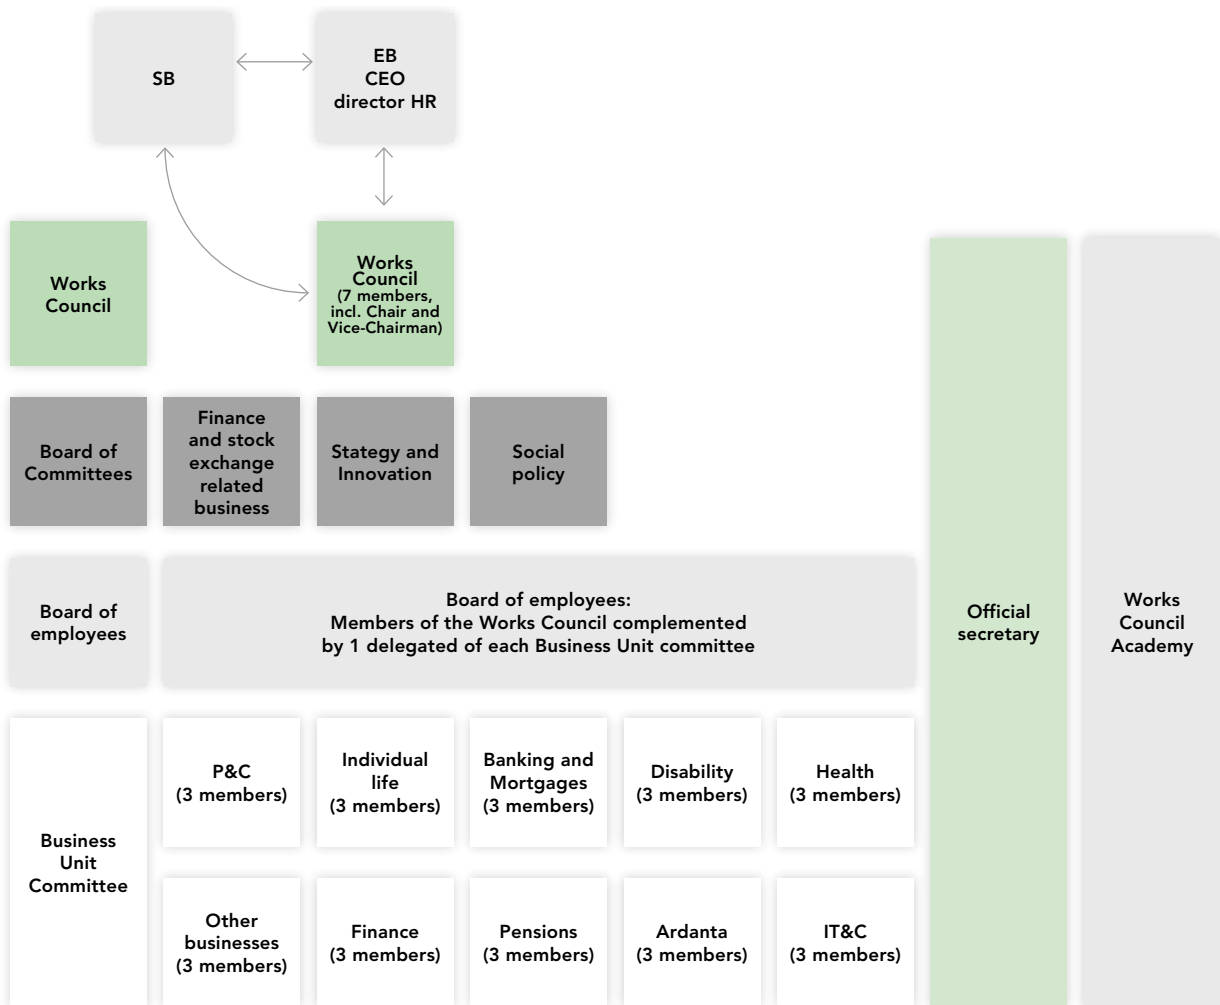 SB
EB
CEO
director HR
Works
Council
Works
Council
(7 members,
incl. Chair and
Vice-Chairman)
Board of
Committees
Finance
and stock
exchange
related
business
Stategy and
Innovation
Social
policy
Board of
employees
Board of employees:
Members of the Works Council complemented
by 1 delegated of each Business Unit committee
Official
secretary
Works
Council
Academy
Business
Unit
Committee
P&C
(3 members)
Individual
life
(3 members)
Banking and
Mortgages
(3 members)
Disability
(3 members)
Health
(3 members)
Other
businesses
(3 members)
Finance
(3 members)
Pensions
(3 members)
Ardanta
(3 members)
IT&C
(3 members)